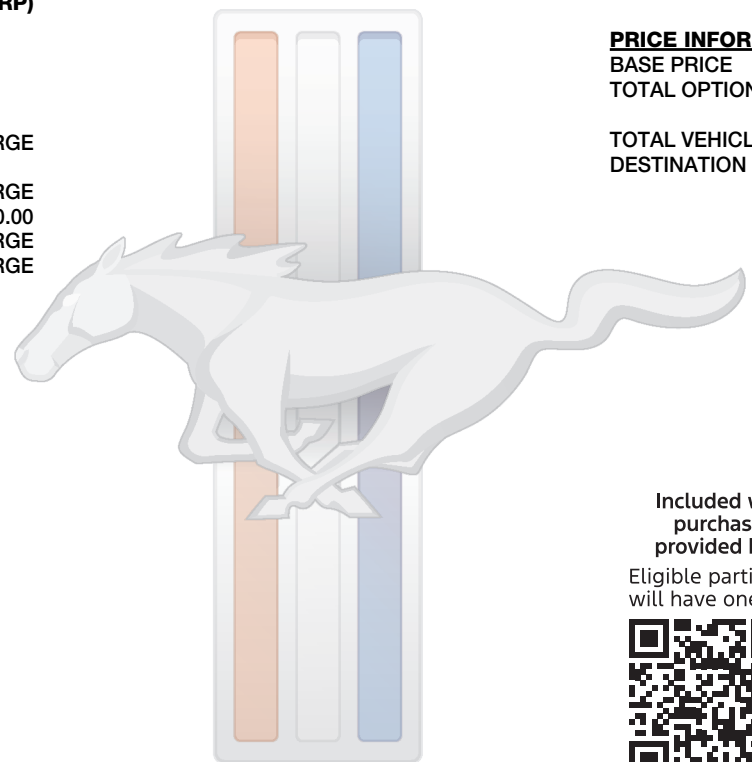 RP)
RGE
RGE
0.00
RGE
RGE
PRICE INFOR
BASE PRICE
TOTAL OPTION
TOTAL VEHICL
DESTINATION
Included w
purchas
provided b
Eligible parti
will have one